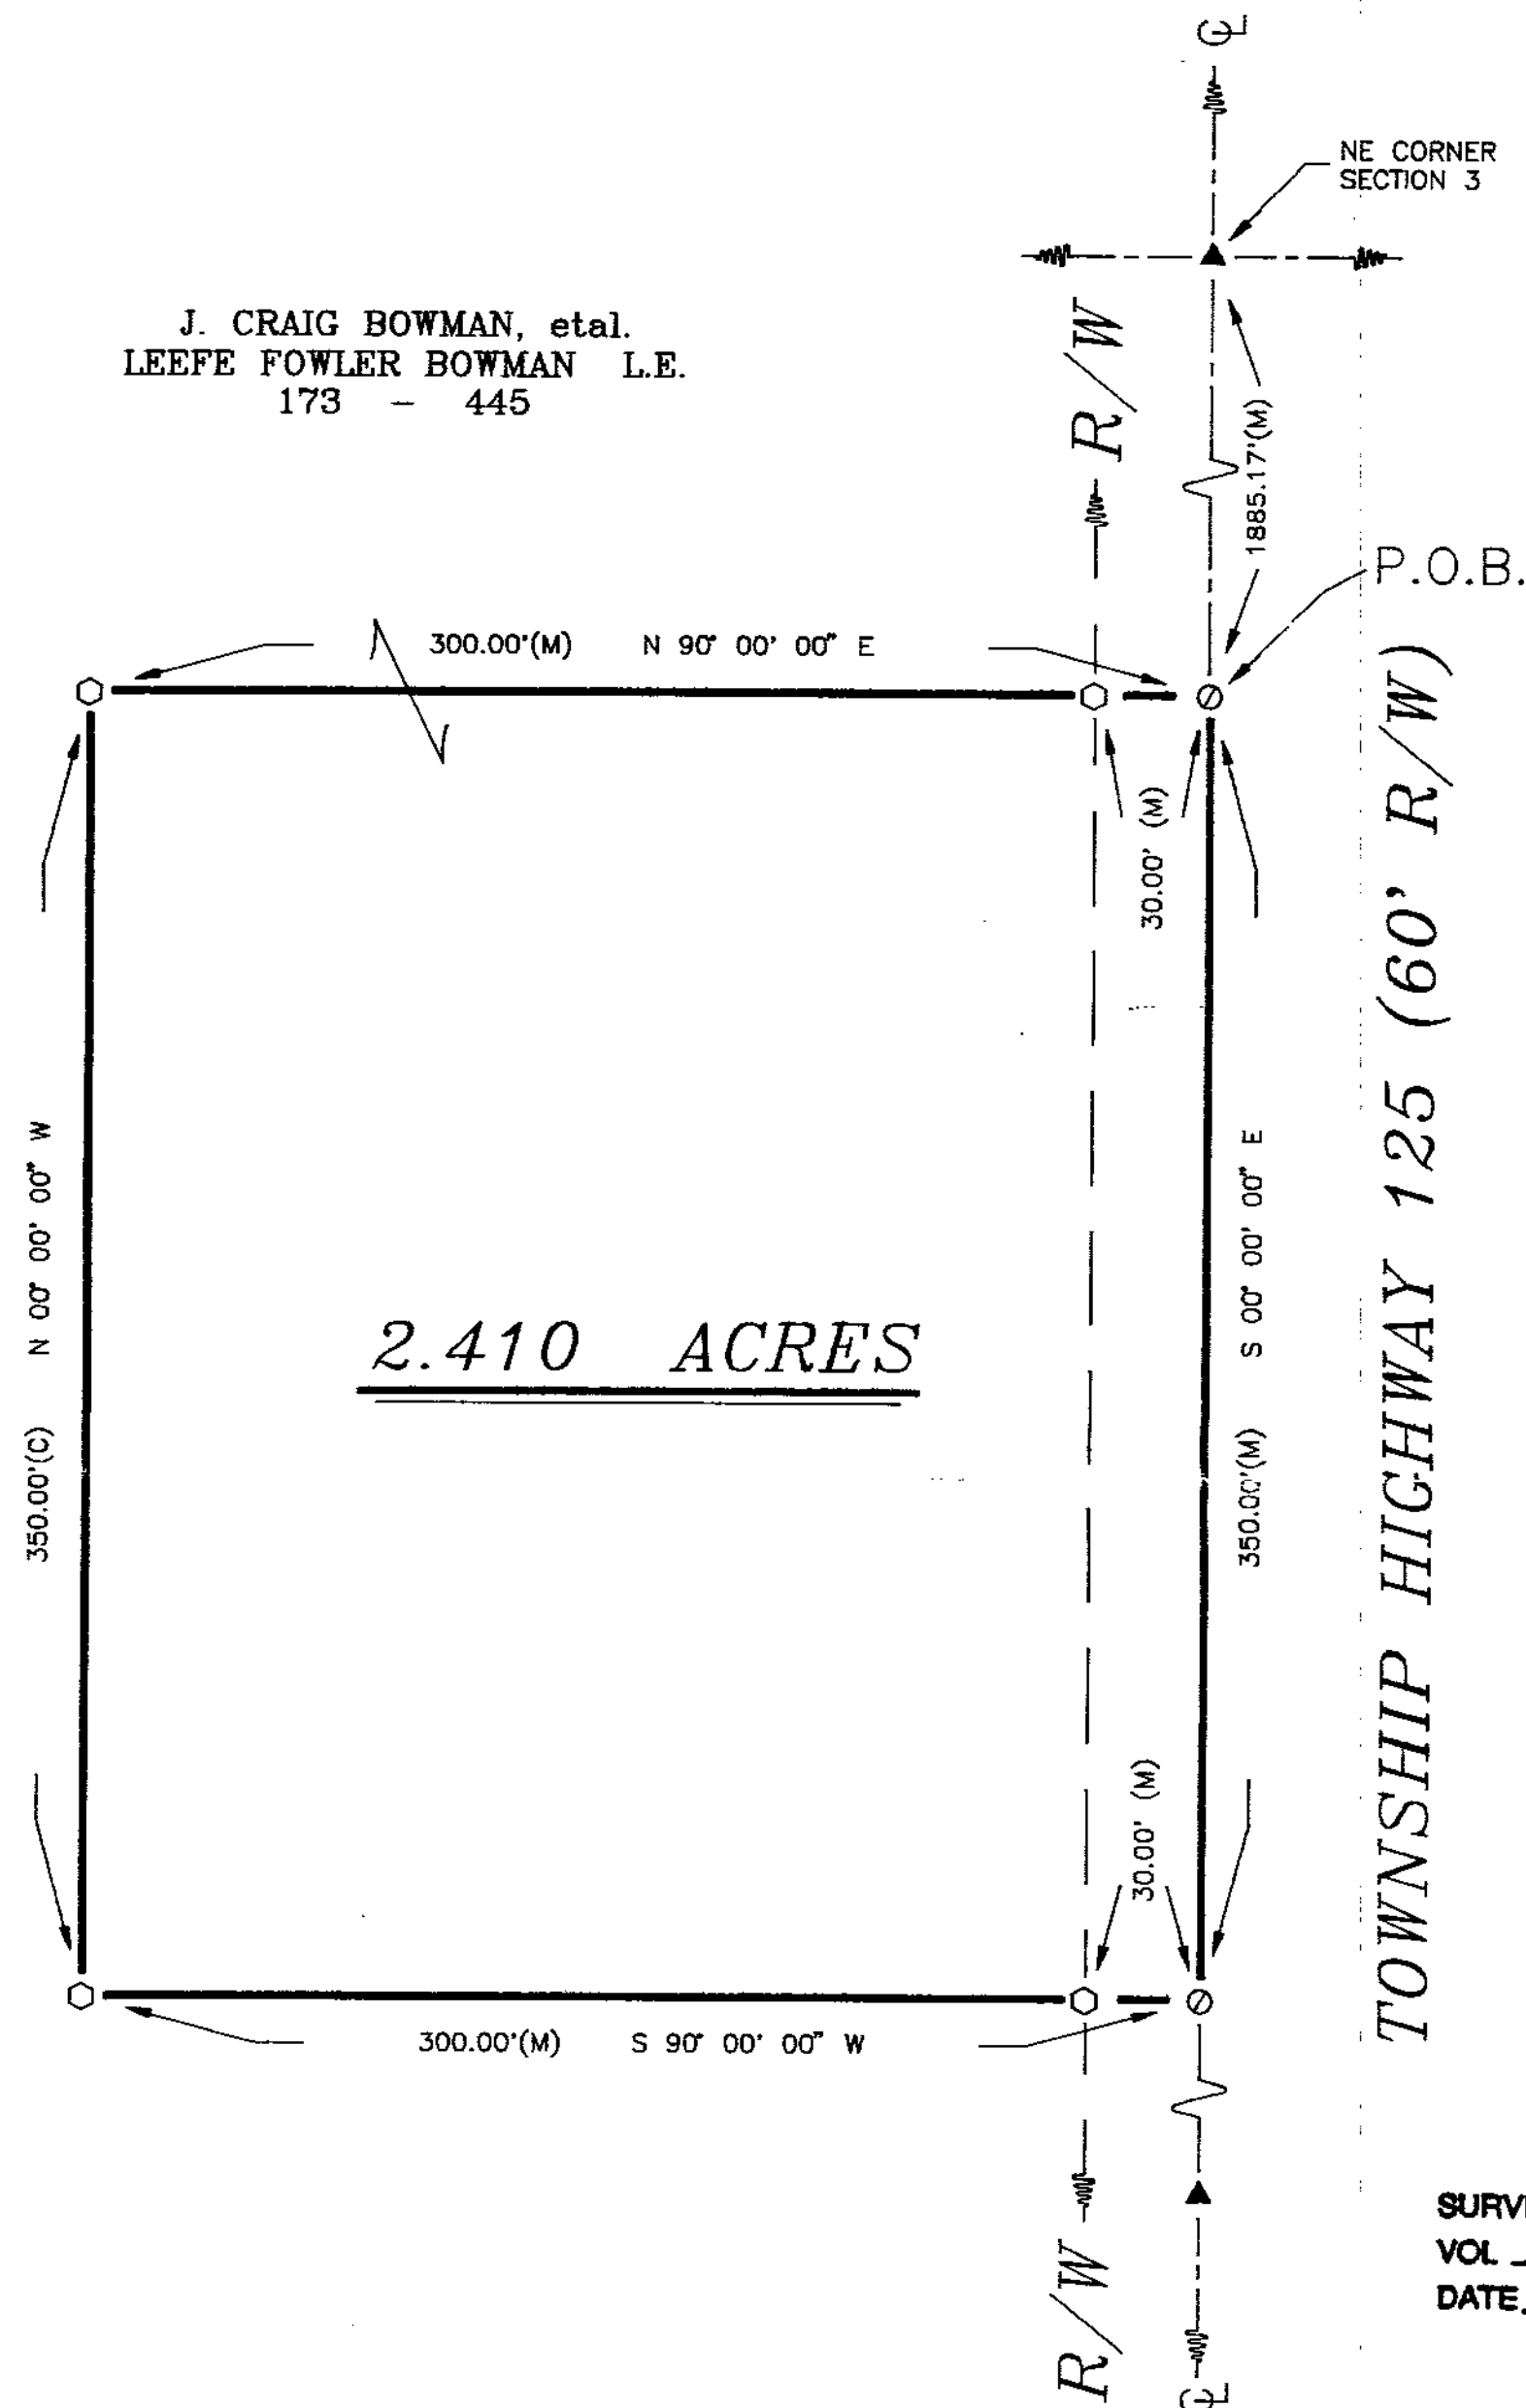 ℄
NE CORNER
SECTION 3
J. CRAIG BOWMAN, etal.
LEEFE FOWLER BOWMAN L.E.
173 – 445
R/W
1885.17'(M)
P.O.B.
300.00'(M) N 90° 00' 00" E
30.00' (M)
TOWNSHIP HIGHWAY 125 (60' R/W)
350.00'(C) N 00° 00' 00" W
2.410 ACRES
350.00'(M) S 00° 00' 00" E
30.00' (M)
300.00'(M) S 90° 00' 00" W
R/W
℄
VOL
DATE